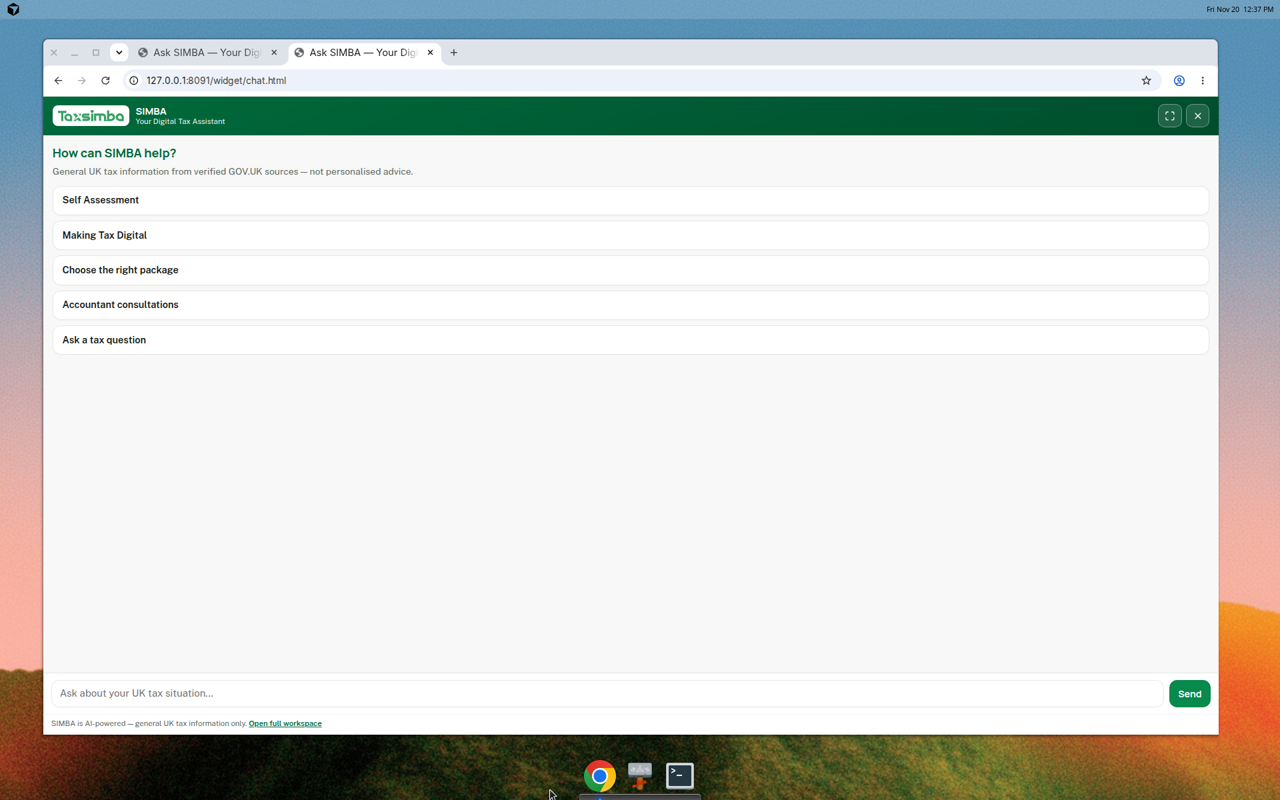 Fri Nov 20 12:37 PM
Ask SIMBA — Your Dig
Ask SIMBA — Your Dig
127.0.0.1:8091/widget/chat.html
Taxsimba
SIMBA
Your Digital Tax Assistant
How can SIMBA help?
General UK tax information from verified GOV.UK sources — not personalised advice.
Self Assessment
Making Tax Digital
Choose the right package
Accountant consultations
Ask a tax question
Ask about your UK tax situation...
Send
SIMBA is AI-powered — general UK tax information only. Open full workspace